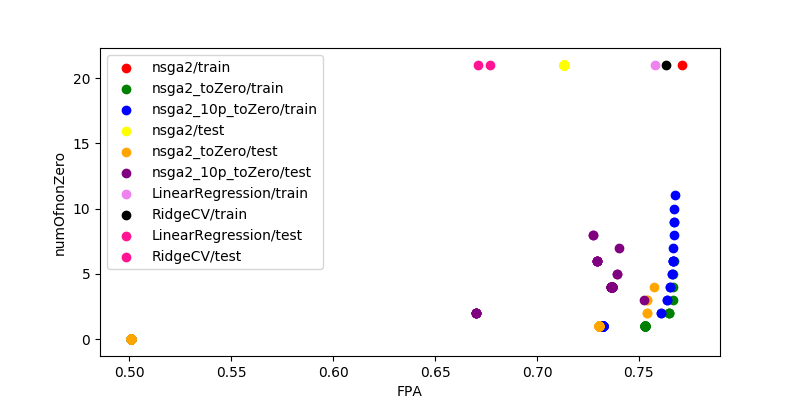 nsga2/train
nsga2_toZero/train
nsga2_10p_toZero/train
nsga2/test
nsga2_toZero/test
nsga2_10p_toZero/test
LinearRegression/train
RidgeCV/train
LinearRegression/test
RidgeCV/test
numOfnonZero
20
15
10
5
0
0.50 0.55 0.60 0.65 0.70 0.75
FPA